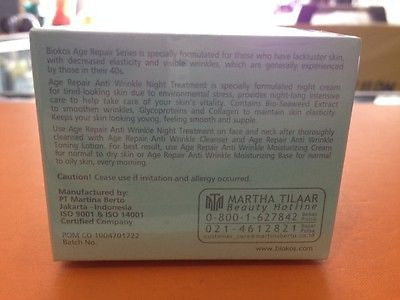 Biokos Age Repair Series is specially formulated for those who have lackluster skin,
with decreased elasticity and visible wrinkles, which are generally experienced
by those in their 40s.
Age Repair Anti Wrinkle Night Treatment is specially formulated night cream
for tired-looking skin due to environmental stress, provides night-long intensive
care to help take care of your skin's vitality. Contains Bio-Seaweed Extract
to smoothen wrinkles, Glycoproteins and Collagen to maintain skin elasticity
Keeps your skin looking young, feeling smooth and supple.
Use Age Repair Anti Wrinkle Night Treatment on face and neck after thoroughly
cleansed with Age Repair Anti Wrinkle Cleanser and Age Repair Anti Wrinkle
Toning Lotion. For best result, use Age Repair Anti Wrinkle Moisturizing Cream
for normal to dry skin or Age Repair Anti Wrinkle Moisturizing Base for normal
to oily skin, every morning.
Caution! Cease use if irritation and allergy occurred.
Manufactured by:
PT Martina Berto
Jakarta - Indonesia
ISO 9001 & ISO 14001
Certified Company
POM CD 1004701722
Batch No.
MARTHA TILAAR
Beauty Hotline
0-800-1-627842 Bebas Pulsa
021-4612821 Bayar Pulsa
customer_care@martinaberto.co.id
www.biokos.com